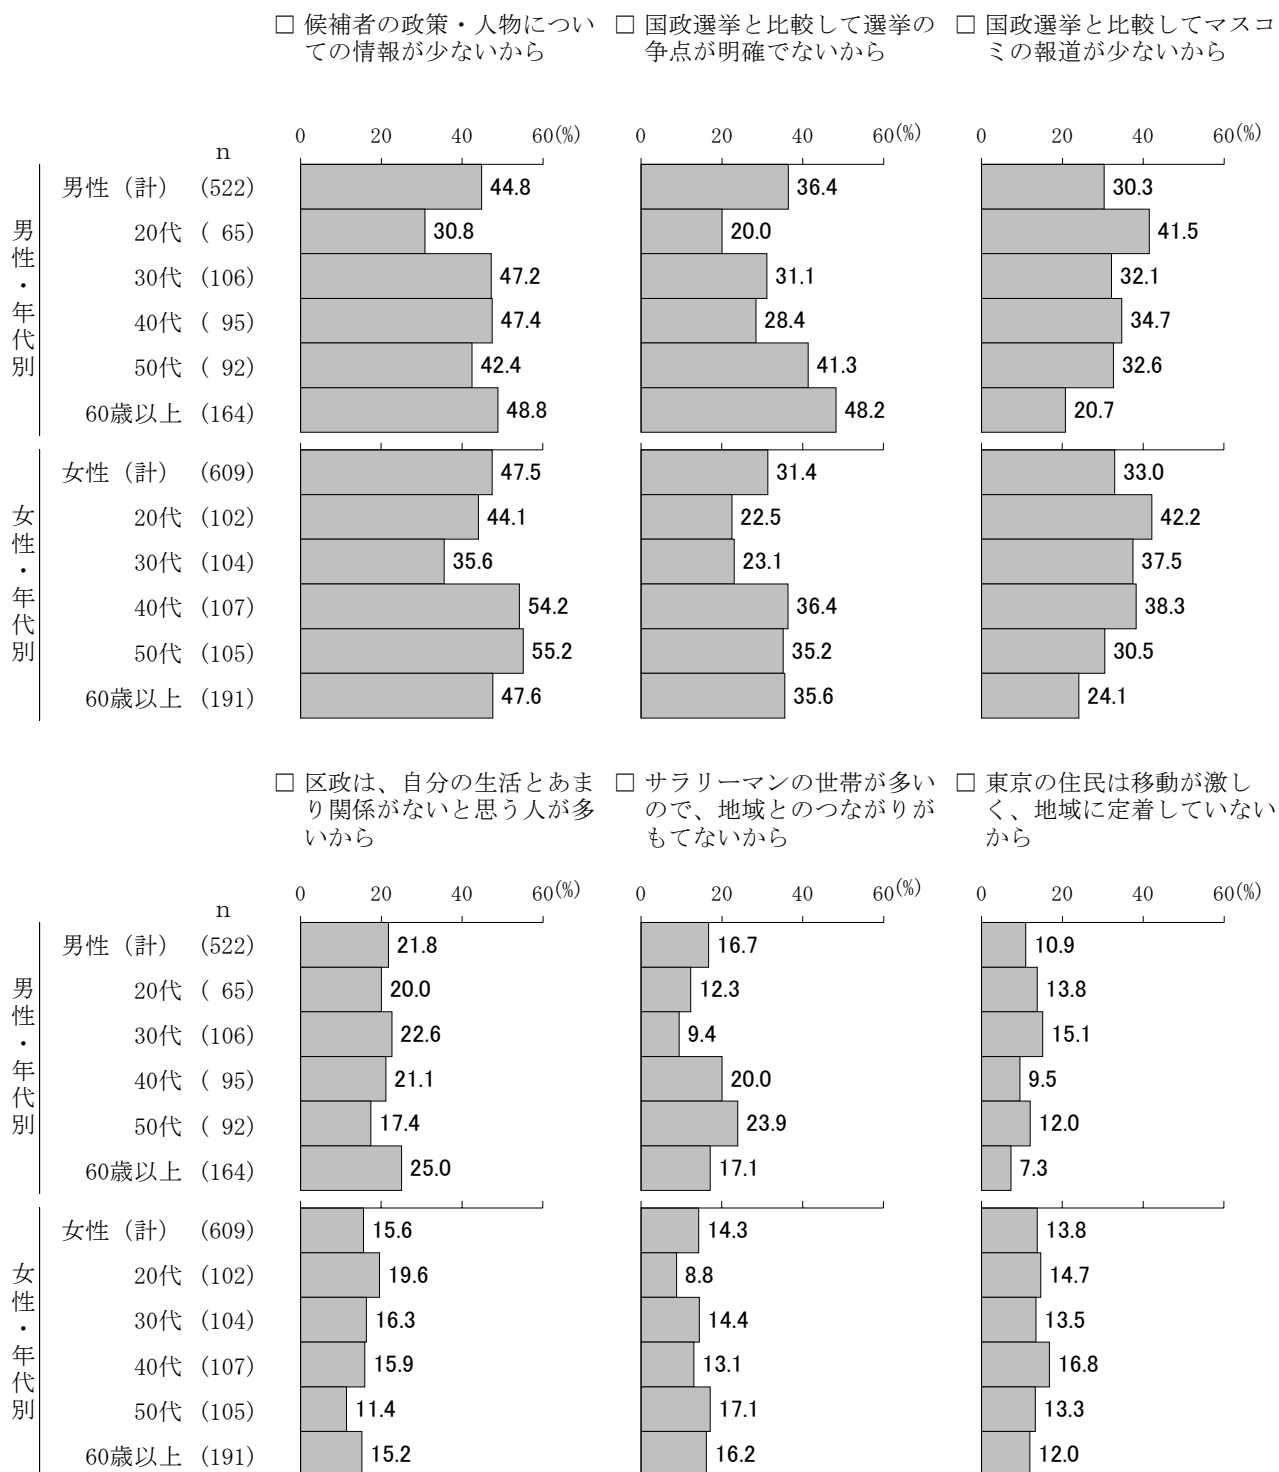 □ 候補者の政策・人物につい
ての情報が少ないから
□ 国政選挙と比較して選挙の
争点が明確でないから
□ 国政選挙と比較してマスコ
ミの報道が少ないから
0 20 40 60(%) 0 20 40 60(%) 0 20 40 60(%)
n
男性・年代別
男性（計） (522) 44.8 36.4 30.3
20代 ( 65) 30.8 20.0 41.5
30代 (106) 47.2 31.1 32.1
40代 ( 95) 47.4 28.4 34.7
50代 ( 92) 42.4 41.3 32.6
60歳以上 (164) 48.8 48.2 20.7
女性・年代別
女性（計） (609) 47.5 31.4 33.0
20代 (102) 44.1 22.5 42.2
30代 (104) 35.6 23.1 37.5
40代 (107) 54.2 36.4 38.3
50代 (105) 55.2 35.2 30.5
60歳以上 (191) 47.6 35.6 24.1
□ 区政は、自分の生活とあま
り関係がないと思う人が多
いから
□ サラリーマンの世帯が多い
ので、地域とのつながりが
もてないから
□ 東京の住民は移動が激し
く、地域に定着していない
から
0 20 40 60(%) 0 20 40 60(%) 0 20 40 60(%)
n
男性・年代別
男性（計） (522) 21.8 16.7 10.9
20代 ( 65) 20.0 12.3 13.8
30代 (106) 22.6 9.4 15.1
40代 ( 95) 21.1 20.0 9.5
50代 ( 92) 17.4 23.9 12.0
60歳以上 (164) 25.0 17.1 7.3
女性・年代別
女性（計） (609) 15.6 14.3 13.8
20代 (102) 19.6 8.8 14.7
30代 (104) 16.3 14.4 13.5
40代 (107) 15.9 13.1 16.8
50代 (105) 11.4 17.1 13.3
60歳以上 (191) 15.2 16.2 12.0